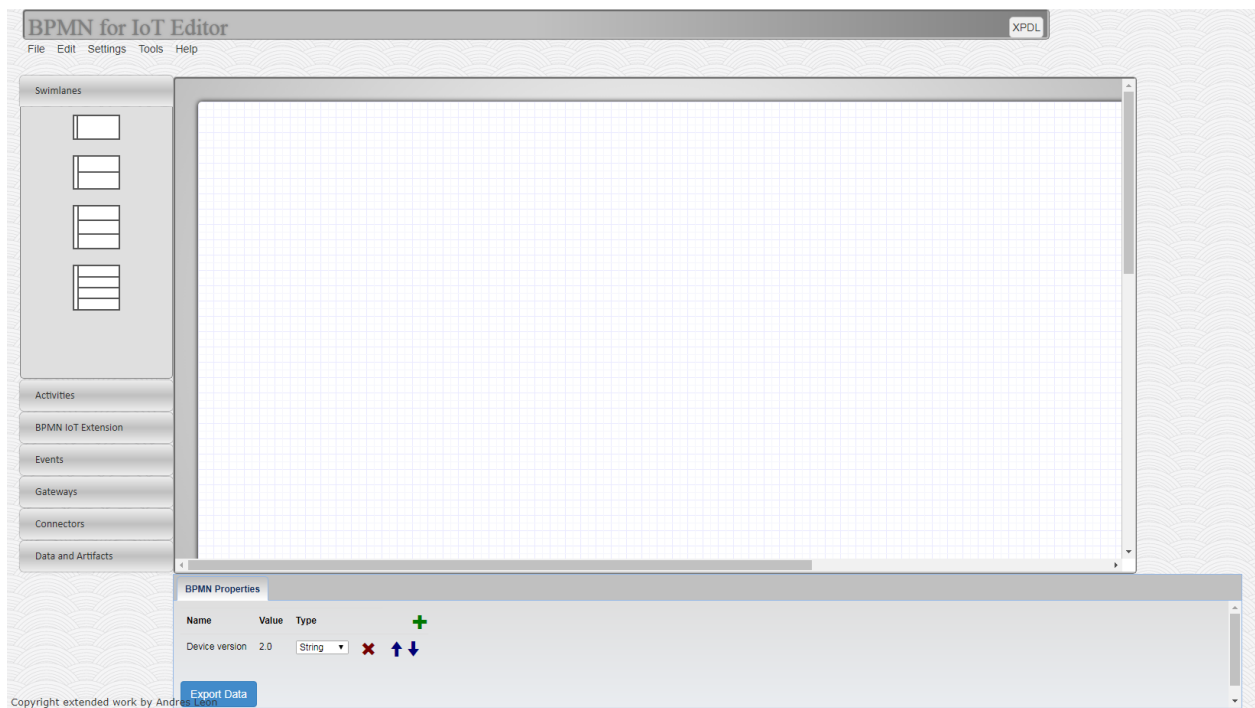 BPMN for IoT Editor
XPDL
File Edit Settings Tools Help
Swimlanes
Activities
BPMN IoT Extension
Events
Gateways
Connectors
Data and Artifacts
BPMN Properties
Name Value Type
Device version 2.0 String
Export Data
Copyright extended work by Andres Leon